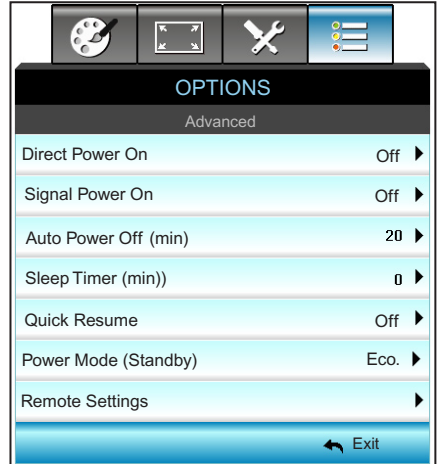 OPTIONS
Advanced
Direct Power On Off
Signal Power On Off
Auto Power Off (min) 20
Sleep Timer (min)) 0
Quick Resume Off
Power Mode (Standby) Eco.
Remote Settings
Exit